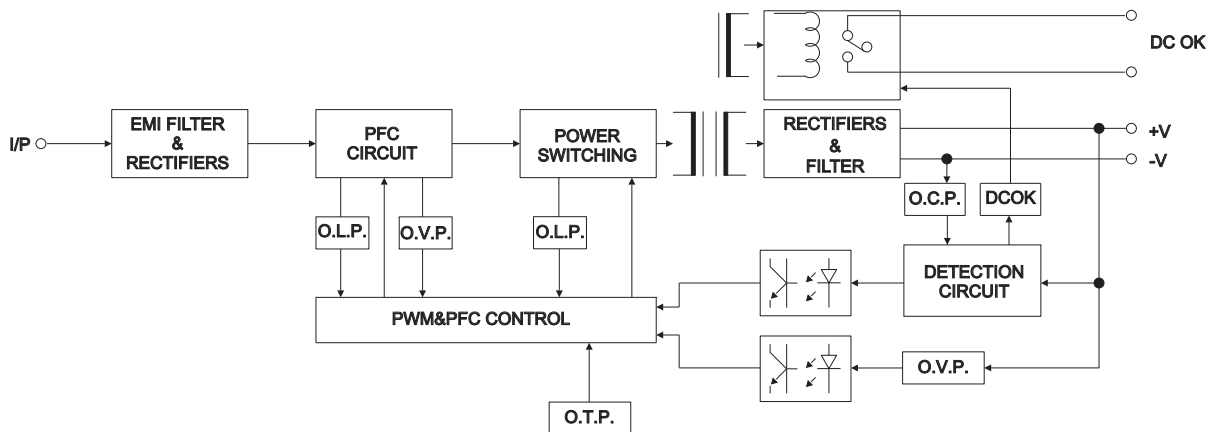 DC OK
I/P
EMI FILTER
&
RECTIFIERS
PFC
CIRCUIT
POWER
SWITCHING
RECTIFIERS
&
FILTER
+V
-V
O.L.P.
O.V.P.
O.L.P.
O.C.P.
DCOK
DETECTION
CIRCUIT
PWM&PFC CONTROL
O.V.P.
O.T.P.